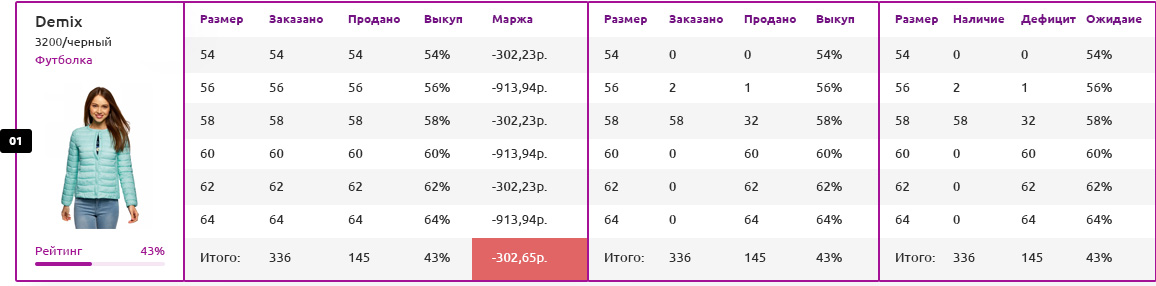 Demix
3200/черный
Футболка
01
Рейтинг 43%
Размер Заказано Продано Выкуп Маржа
54 54 54 54% -302,23р.
56 56 56 56% -913,94р.
58 58 58 58% -302,23р.
60 60 60 60% -913,94р.
62 62 62 62% -302,23р.
64 64 64 64% -913,94р.
Итого: 336 145 43% -302,65р.
Размер Заказано Продано Выкуп
54 0 0 54%
56 2 1 56%
58 58 32 58%
60 0 60 60%
62 0 62 62%
64 0 64 64%
Итого: 336 145 43%
Размер Наличие Дефицит Ожидаие
54 0 0 54%
56 2 1 56%
58 58 32 58%
60 0 60 60%
62 0 62 62%
64 0 64 64%
Итого: 336 145 43%